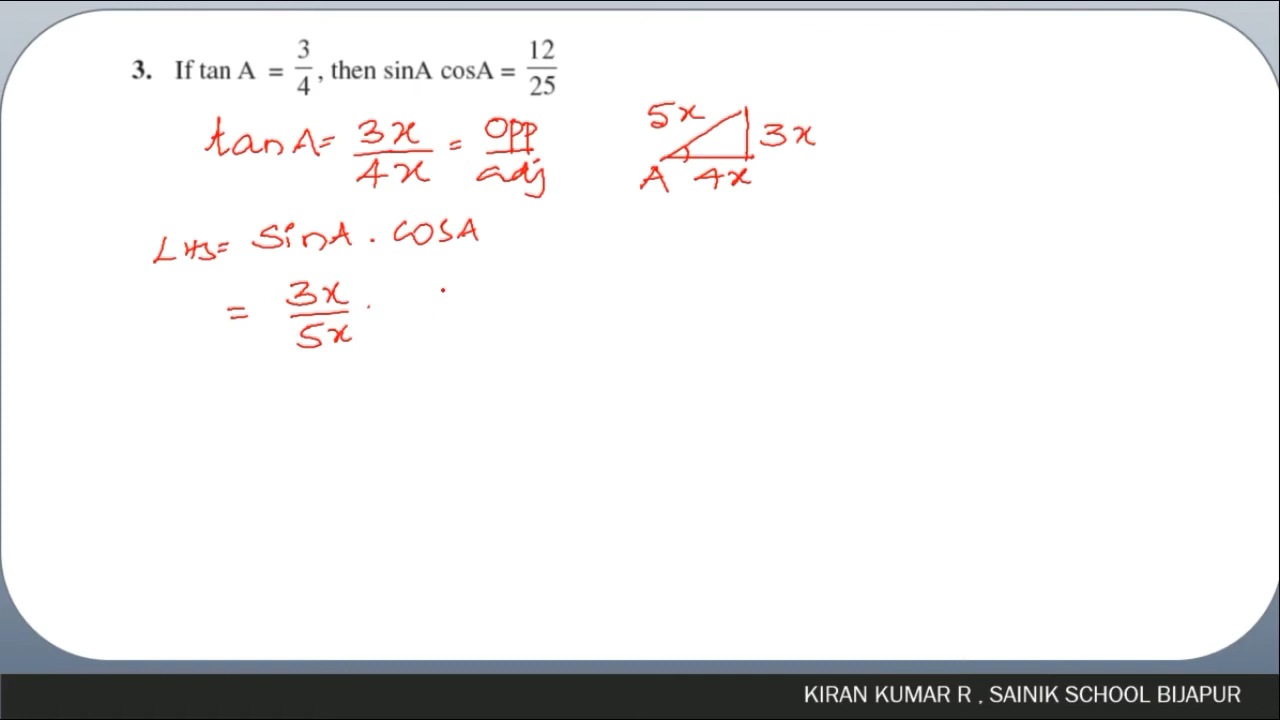 3. If tan A = 3/4, then sinA cosA = 12/25
tanA = 3x/4x = opp/adj
5x
3x
A 4x
LHS = sinA . cosA
= 3x/5x .
KIRAN KUMAR R , SAINIK SCHOOL BIJAPUR